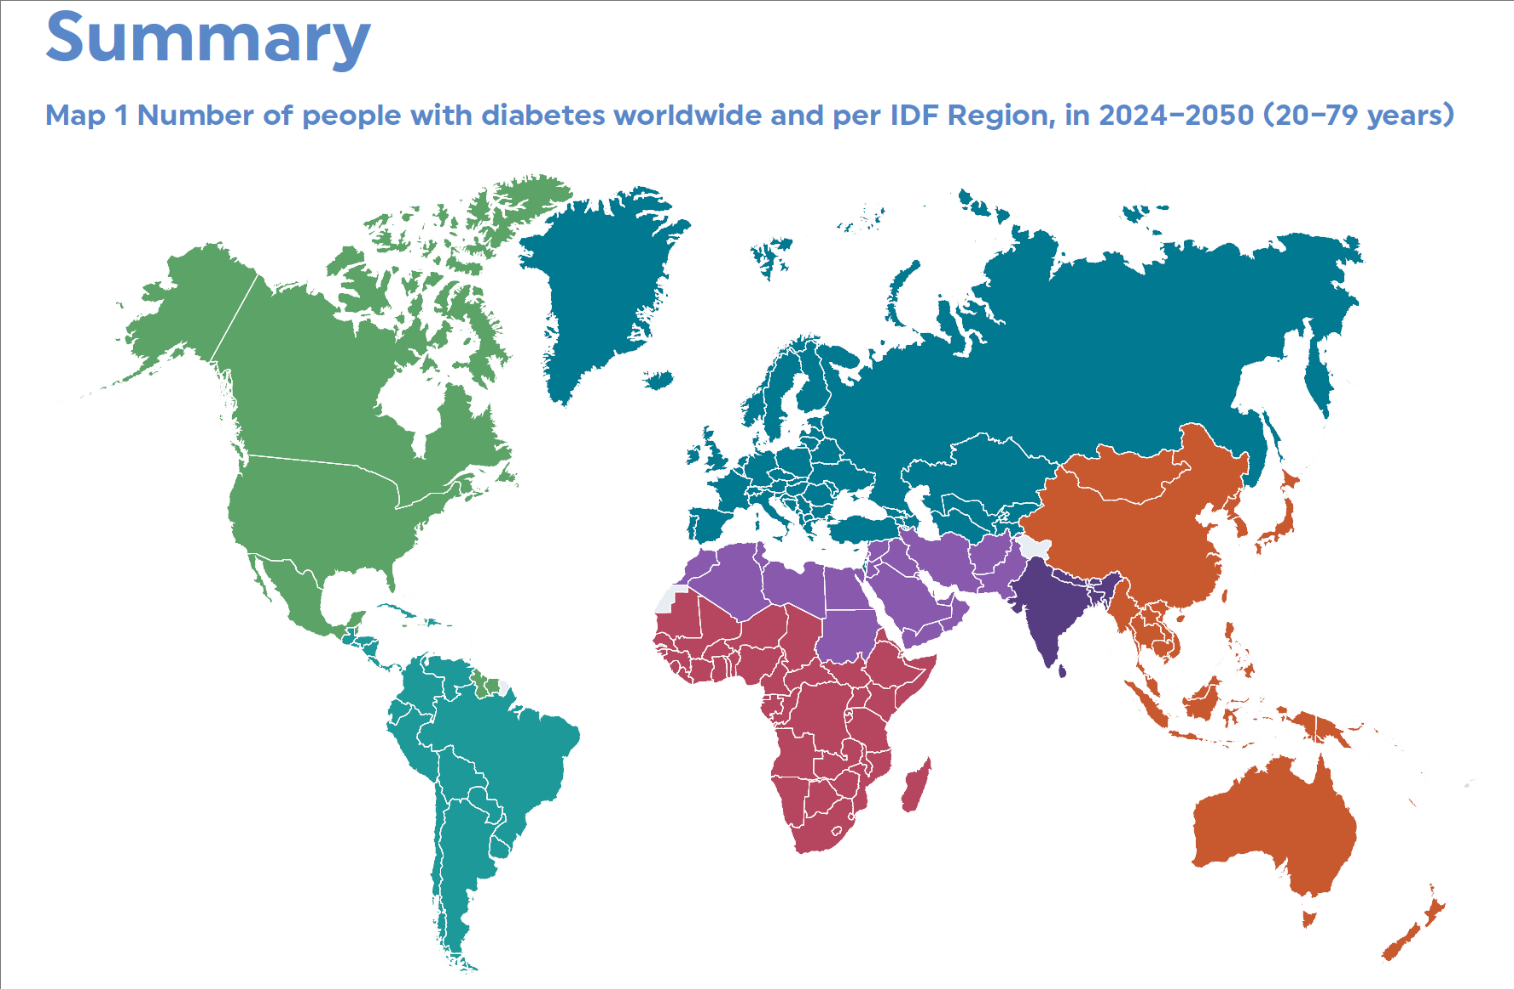 Summary
Map 1 Number of people with diabetes worldwide and per IDF Region, in 2024–2050 (20–79 years)